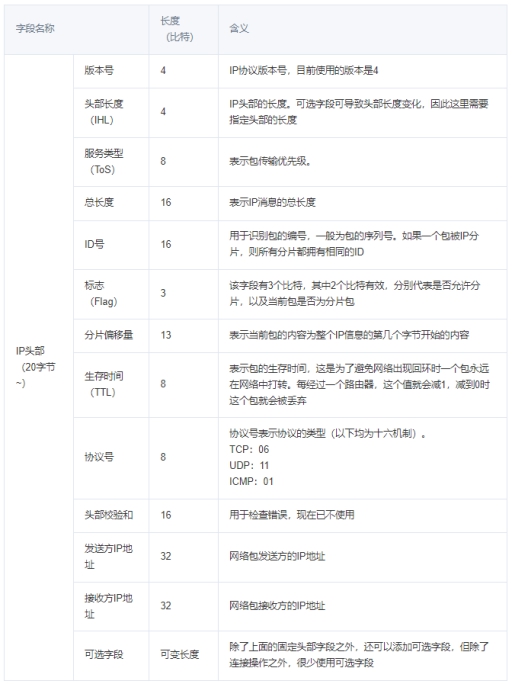 字段名称
长度
（比特）
含义
IP头部
（20字节
~）
版本号
4
IP协议版本号，目前使用的版本是4
头部长度
（IHL）
4
IP头部的长度。可选字段可导致头部长度变化，因此这里需要
指定头部的长度
服务类型
（ToS）
8
表示包传输优先级。
总长度
16
表示IP消息的总长度
ID号
16
用于识别包的编号，一般为包的序列号。如果一个包被IP分
片，则所有分片都拥有相同的ID
标志
（Flag）
3
该字段有3个比特，其中2个比特有效，分别代表是否允许分
片，以及当前包是否为分片包
分片偏移量
13
表示当前包的内容为整个IP信息的第几个字节开始的内容
生存时间
（TTL）
8
表示包的生存时间，这是为了避免网络出现回环时一个包永远
在网络中打转。每经过一个路由器，这个值就会减1，减到0时
这个包就会被丢弃
协议号
8
协议号表示协议的类型（以下均为十六机制）。
TCP：06
UDP：11
ICMP：01
头部校验和
16
用于检查错误，现在已不使用
发送方IP地
址
32
网络包发送方的IP地址
接收方IP地
址
32
网络包接收方的IP地址
可选字段
可变长度
除了上面的固定头部字段之外，还可以添加可选字段，但除了
连接操作之外，很少使用可选字段